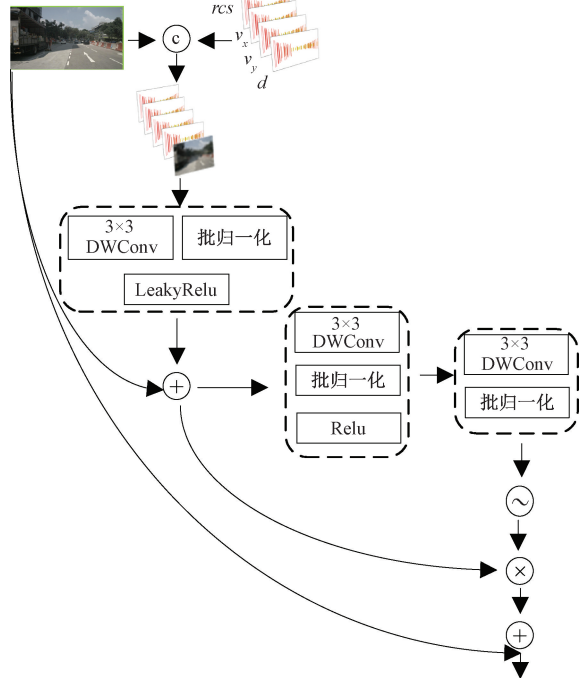 rcs
v_x
v_y
d
c
3×3
DWConv
批归一化
LeakyRelu
3×3
DWConv
批归一化
Relu
3×3
DWConv
批归一化
+
~
×
+